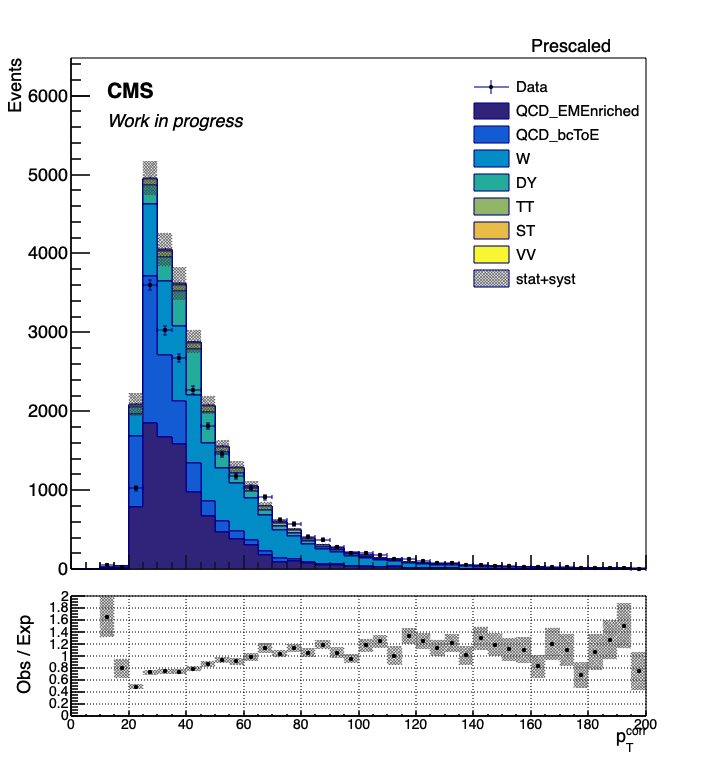 Prescaled
Events
CMS
Work in progress
Data
QCD_EMEnriched
QCD_bcToE
W
DY
TT
ST
VV
stat+syst
6000
5000
4000
3000
2000
1000
0
Obs / Exp
2
1.8
1.6
1.4
1.2
1
0.8
0.6
0.4
0.2
0
0 20 40 60 80 100 120 140 160 180 200
p_T^corr